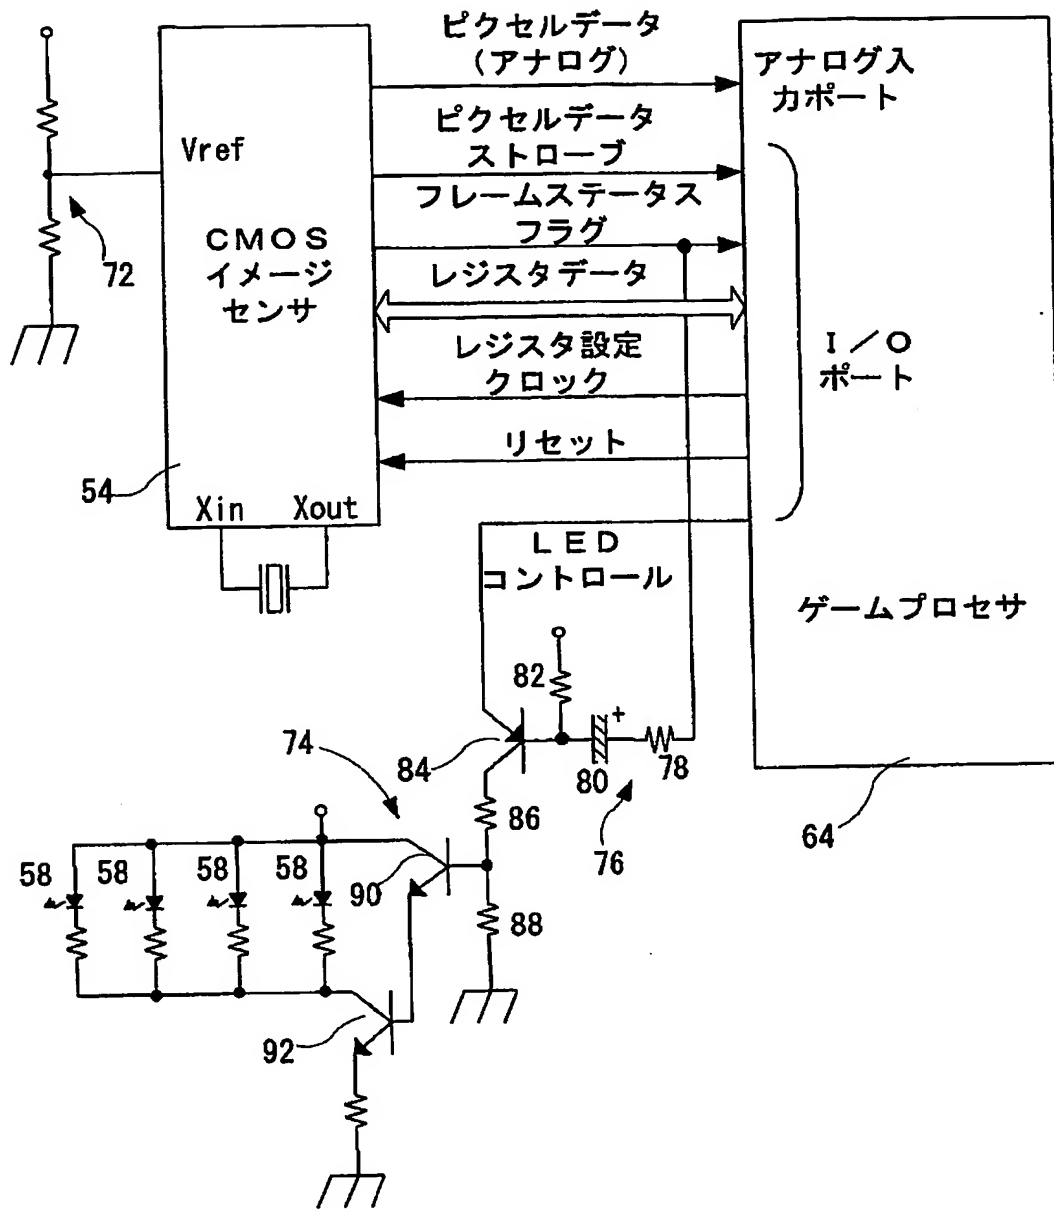 ピクセルデータ
(アナログ)
アナログ入
力ポート
ピクセルデータ
ストローブ
Vref
フレームステータス
フラグ
CMOS
イメージ
センサ
72
レジスタデータ
レジスタ設定
クロック
I/O
ポート
リセット
54
Xin
Xout
LED
コントロール
ゲームプロセサ
82
+
74
84
80
78
86
76
64
58
58
58
58
90
88
92